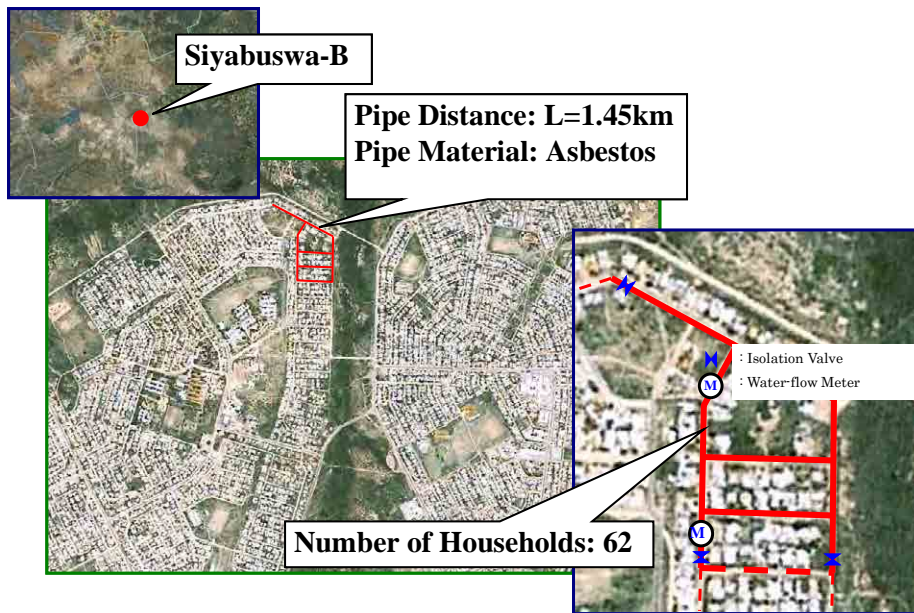 Siyabuswa-B
Pipe Distance: L=1.45km
Pipe Material: Asbestos
: Isolation Valve
M : Water-flow Meter
M
Number of Households: 62